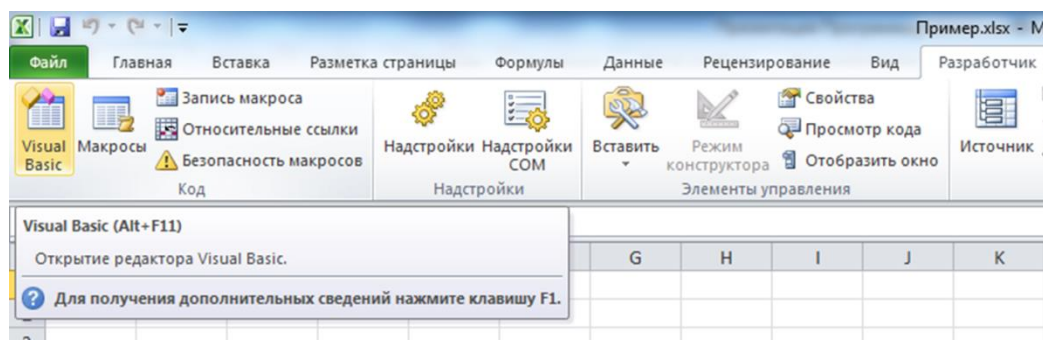 Пример.xlsx - M
Файл Главная Вставка Разметка страницы Формулы Данные Рецензирование Вид Разработчик
Visual Basic
Макросы
Запись макроса
Относительные ссылки
Безопасность макросов
Код
Надстройки
Надстройки COM
Надстройки
Вставить
Режим конструктора
Свойства
Просмотр кода
Отобразить окно
Элементы управления
Источник
Visual Basic (Alt+F11)
Открытие редактора Visual Basic.
Для получения дополнительных сведений нажмите клавишу F1.
G H I J K